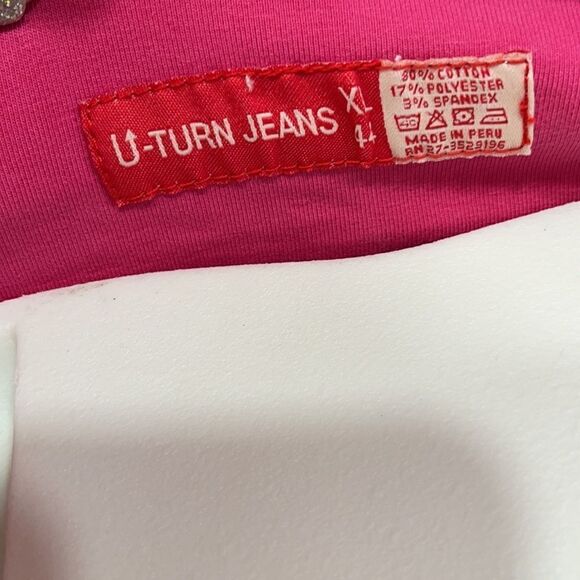 U-TURN JEANS
XL
44
80% COTTON
17% POLYESTER
3% SPANDEX
MADE IN PERU
RN 27-3529196